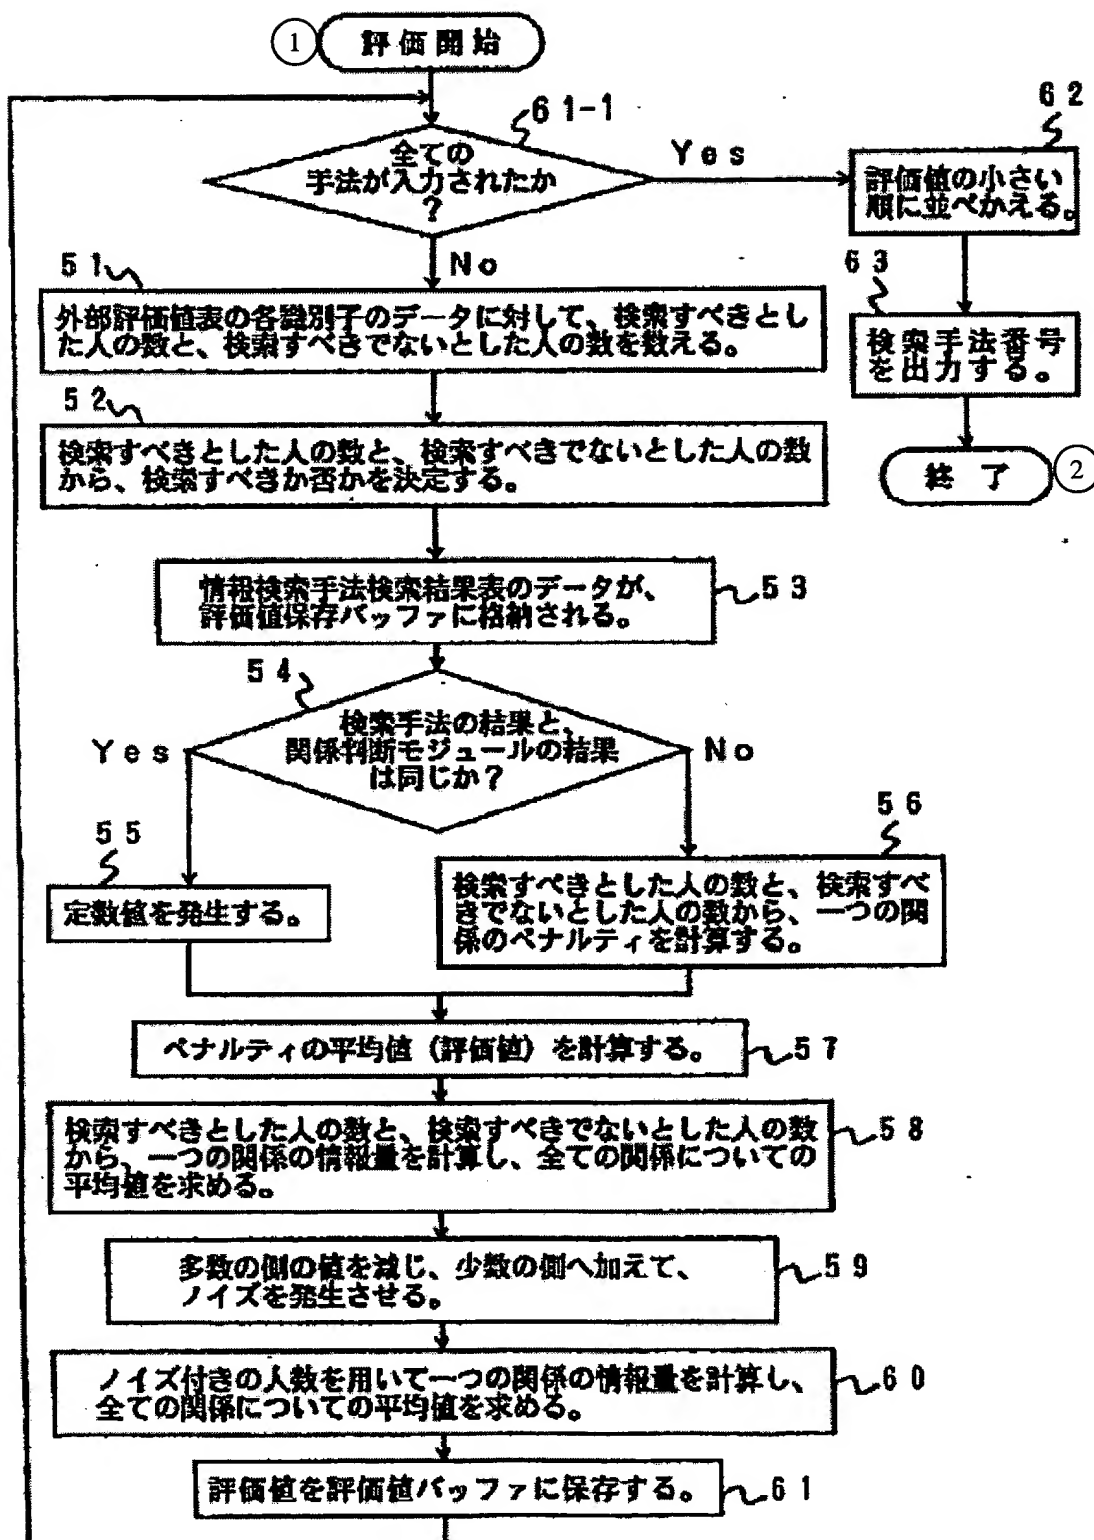 ① 評価開始
61-1
全ての
手法が入力されたか
？
Yes
62
評価値の小さい
順に並べかえる。
No
63
検索手法番号
を出力する。
終了 ②
51
外部評価値表の各識別子のデータに対して、検索すべきとし
た人の数と、検索すべきでないとした人の数を数える。
52
検索すべきとした人の数と、検索すべきでないとした人の数
から、検索すべきか否かを決定する。
情報検索手法検索結果表のデータが、
評価値保存バッファに格納される。
53
54
検索手法の結果と、
関係判断モジュールの結果
は同じか？
Yes
No
55
定数値を発生する。
56
検索すべきとした人の数と、検索すべ
きでないとした人の数から、一つの関
係のペナルティを計算する。
ペナルティの平均値（評価値）を計算する。
57
検索すべきとした人の数と、検索すべきでないとした人の数
から、一つの関係の情報量を計算し、全ての関係についての
平均値を求める。
58
多数の側の値を減じ、少数の側へ加えて、
ノイズを発生させる。
59
ノイズ付きの人数を用いて一つの関係の情報量を計算し、
全ての関係についての平均値を求める。
60
評価値を評価値バッファに保存する。
61